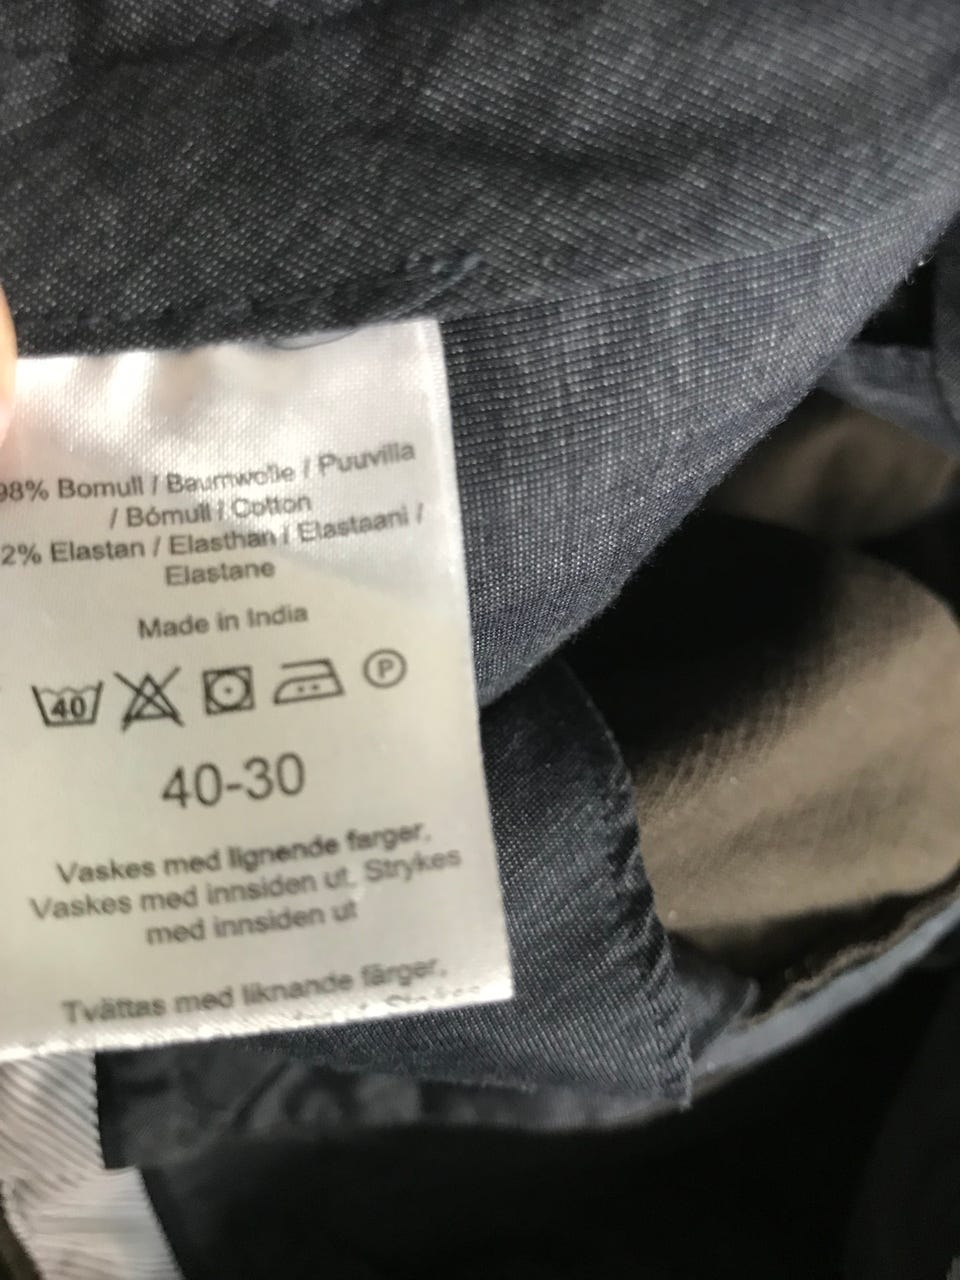 98% Bomull / Baumwolle / Puuvilla
/ Bómull / Cotton
2% Elastan / Elasthan / Elastaani /
Elastane
Made in India
40
P
40-30
Vaskes med lignende farger,
Vaskes med innsiden ut, Strykes
med innsiden ut
Tvättas med liknande färger,